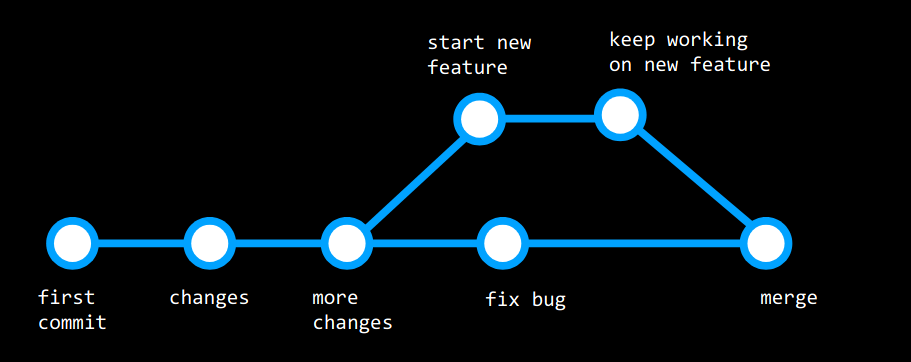 start new
feature
keep working
on new feature
first
commit
changes
more
changes
fix bug
merge